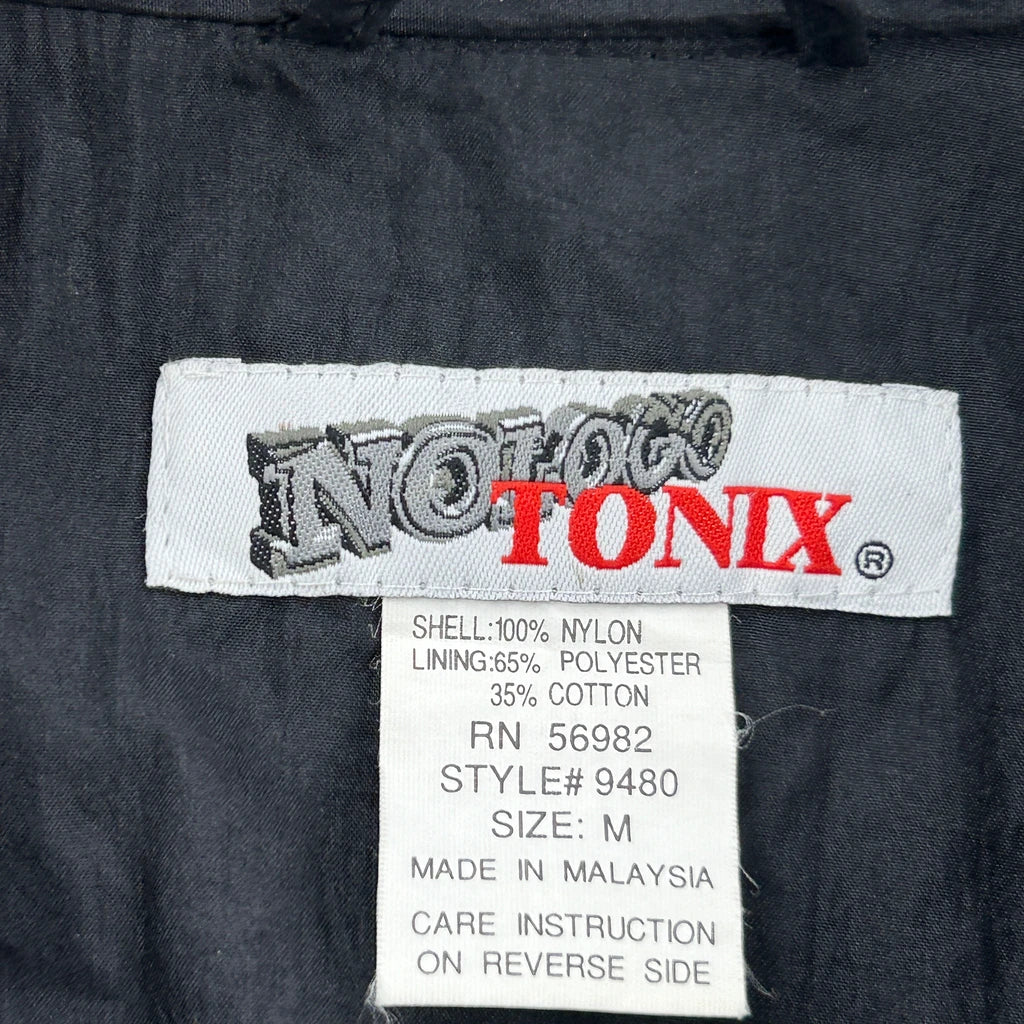 NOLOGO
TONIX ®
SHELL:100% NYLON
LINING:65% POLYESTER
35% COTTON
RN 56982
STYLE# 9480
SIZE: M
MADE IN MALAYSIA
CARE INSTRUCTION
ON REVERSE SIDE